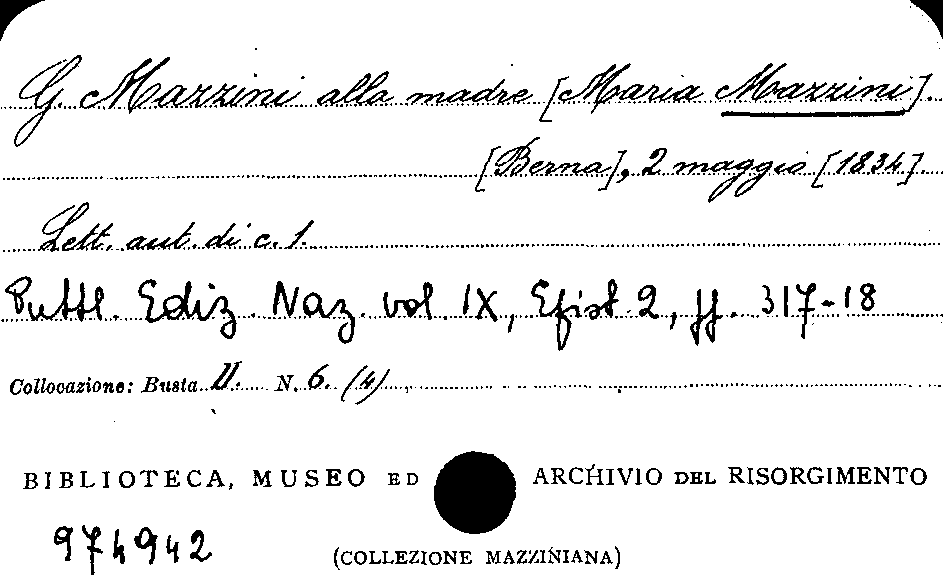 G. Mazzini alla madre [Maria Mazzini].
[Berna], 2 maggio [1834]
Lett. aut. di c. 1.
Pubbl. Ediz. Naz. vol. IX, Epist. 2, pp. 317-18
Collocazione: Busta II. N. 6. (4)
BIBLIOTECA, MUSEO ED ARCHIVIO DEL RISORGIMENTO
974942
(COLLEZIONE MAZZINIANA)